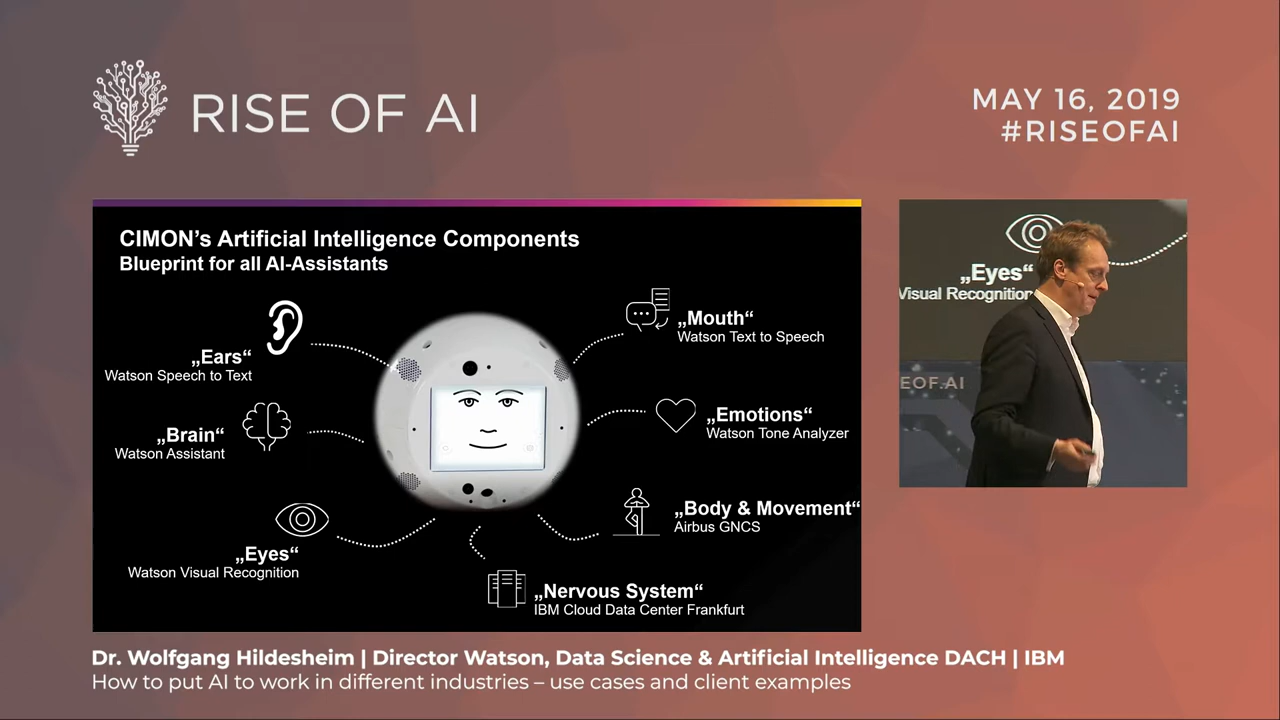 RISE OF AI
MAY 16, 2019
#RISEOFAI
CIMON's Artificial Intelligence Components
Blueprint for all AI-Assistants
„Ears“
Watson Speech to Text
„Brain“
Watson Assistant
„Eyes“
Watson Visual Recognition
„Mouth“
Watson Text to Speech
„Emotions“
Watson Tone Analyzer
„Body & Movement“
Airbus GNCS
„Nervous System“
IBM Cloud Data Center Frankfurt
„Eyes“
Visual Recognition
EOF.AI
Dr. Wolfgang Hildesheim | Director Watson, Data Science & Artificial Intelligence DACH | IBM
How to put AI to work in different industries – use cases and client examples